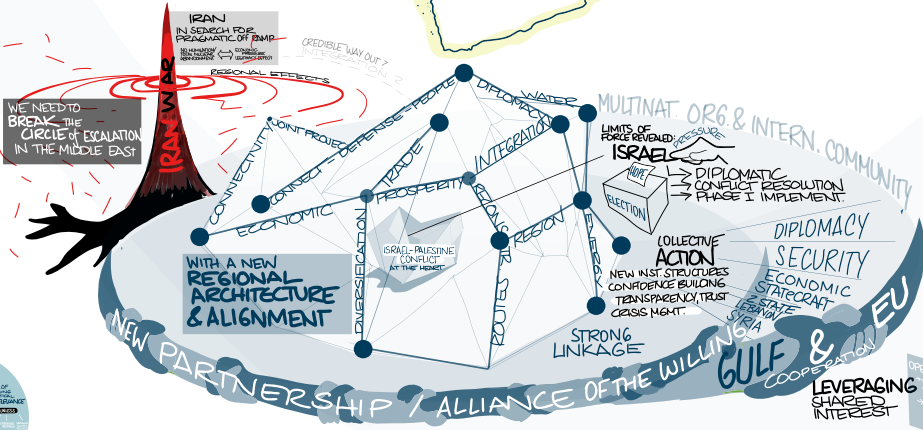 IRAN
IN SEARCH FOR
PRAGMATIC OFF RAMP
REGIONAL EFFECTS
CREDIBLE WAY OUT?
INTEGRATION ?
IRAN WAR
WE NEED TO
BREAK THE
CIRCLE of ESCALATION
IN THE MIDDLE EAST
CONNECTIVITY
JOINT PROJECT
CONNECT
DEFENSE
PEOPLE
DIPLOMA
WATER
TRADE
INTEGRATION
ECONOMIC
PROSPERITY
DIVERSIFICATION
REGION
ENERGY
ISRAEL-PALESTINE
CONFLICT
AT THE HEART
WITH A NEW
REGIONAL
ARCHITECTURE
& ALIGNMENT
STRONG
LINKAGE
MULTINAT. ORG. & INTERN. COMMUNITY
LIMITS OF
FORCE REVEALED:
ISRAEL
PRESSURE
HOPE
ELECTION
DIPLOMATIC
CONFLICT RESOLUTION
PHASE I IMPLEMENT.
COLLECTIVE
ACTION
NEW INST. STRUCTURES
CONFIDENCE BUILDING
TRANSPARENCY, TRUST
CRISIS MGMT.
DIPLOMACY
SECURITY
ECONOMIC
STATECRAFT
2 STATE
LEBANON
SYRIA
NEW PARTNERSHIP / ALLIANCE OF THE WILLING
GULF & EU
COOPERATION
LEVERAGING
SHARED
INTEREST